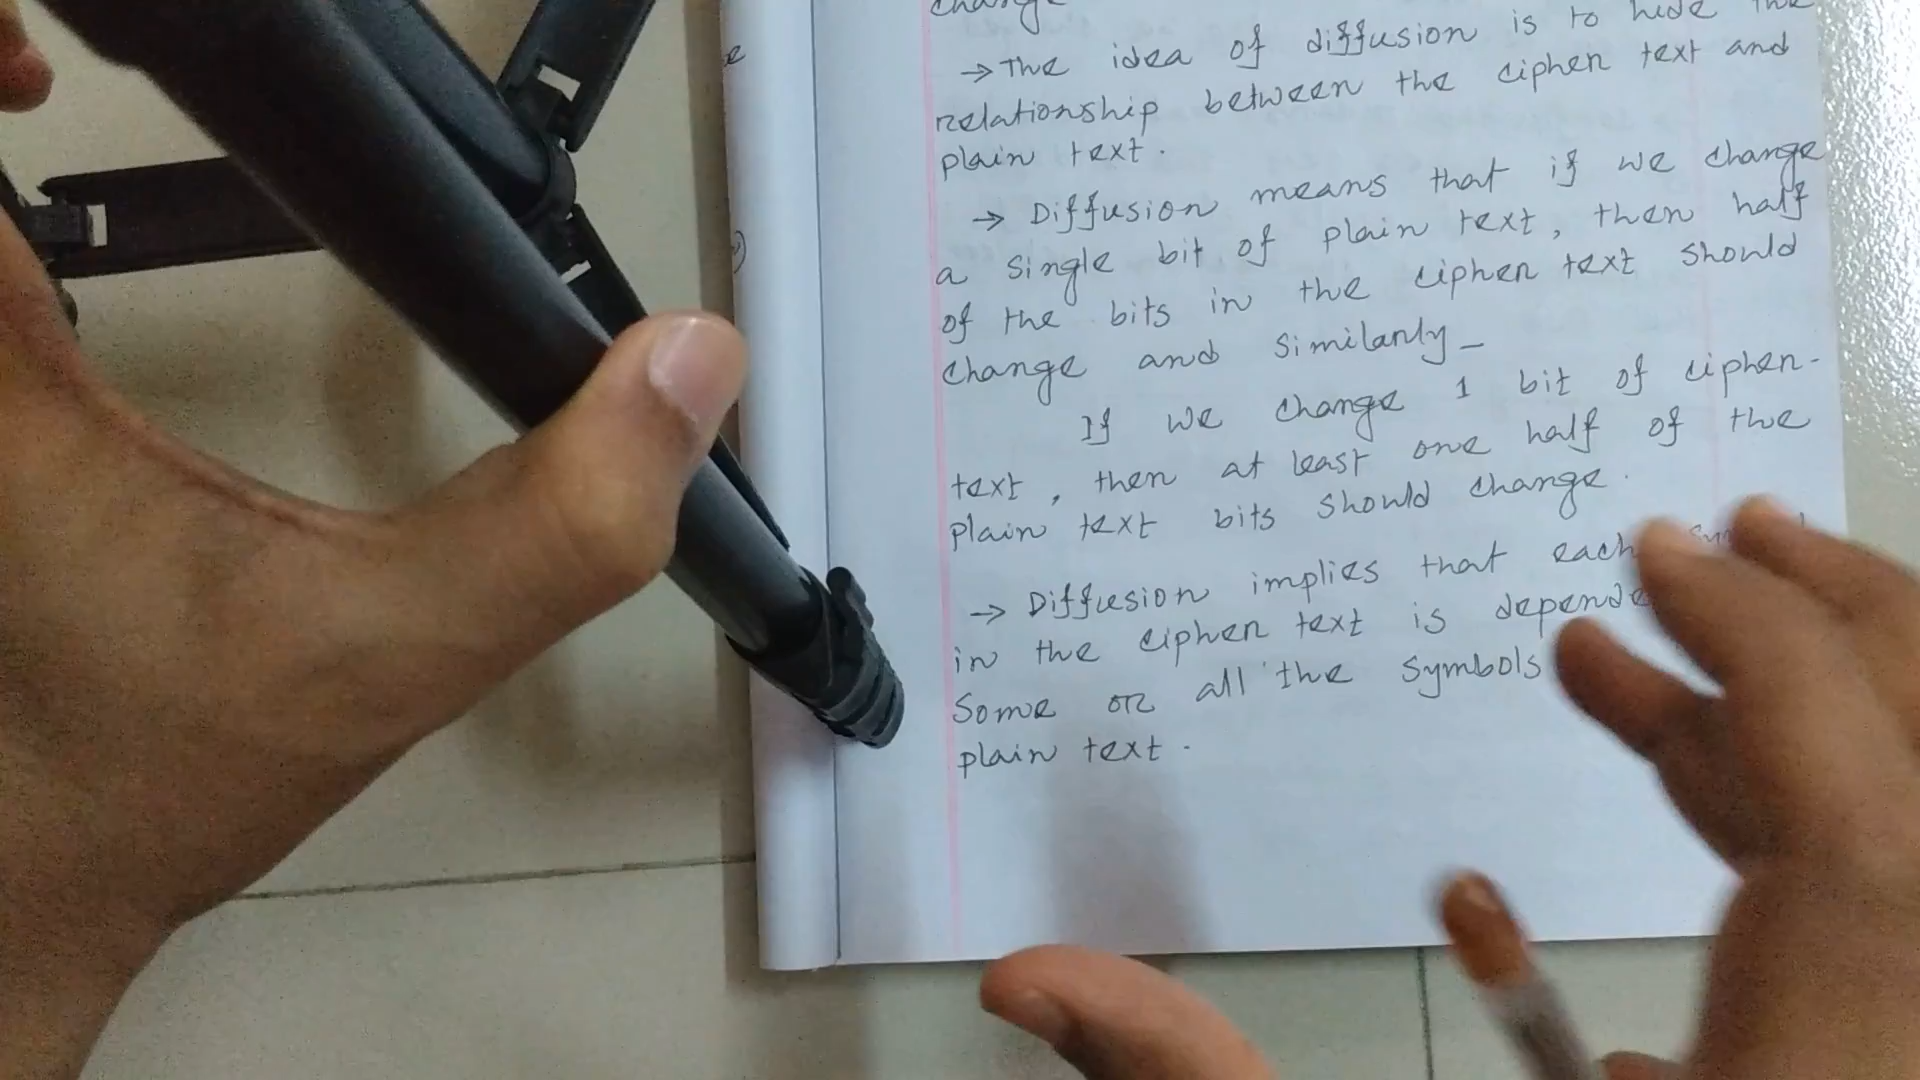 change
→ The idea of diffusion is to hide the
relationship between the cipher text and
plain text.
→ Diffusion means that if we change
a single bit of plain text, then half
of the bits in the cipher text should
change and similarly -
If we change 1 bit of cipher-
text, then at least one half of the
plain text bits should change.
→ Diffusion implies that each
in the cipher text is
some or all the symbols
plain text.